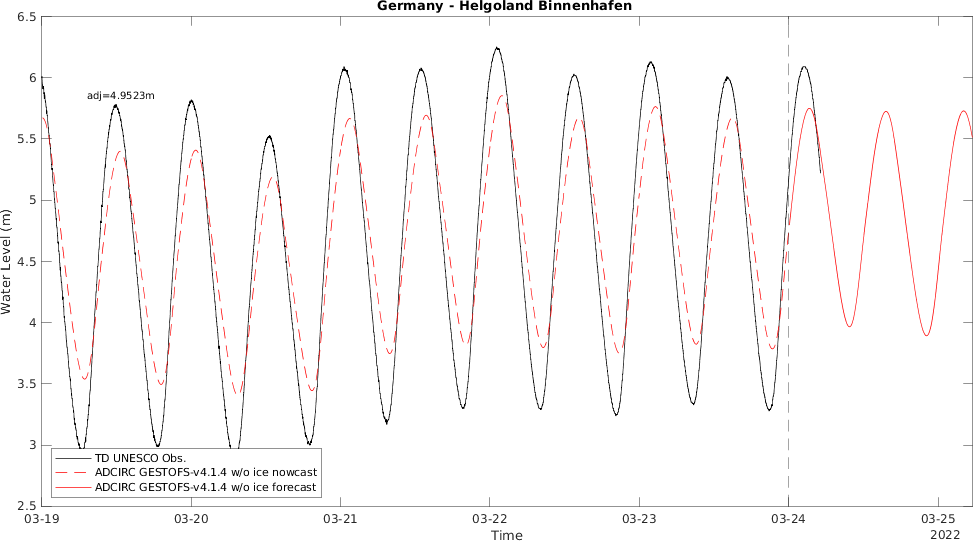 Germany - Helgoland Binnenhafen
6.5
6
5.5
5
4.5
4
3.5
3
2.5
Water Level (m)
adj=4.9523m
TD UNESCO Obs.
ADCIRC GESTOFS-v4.1.4 w/o ice nowcast
ADCIRC GESTOFS-v4.1.4 w/o ice forecast
03-19 03-20 03-21 03-22 03-23 03-24 03-25
Time
2022